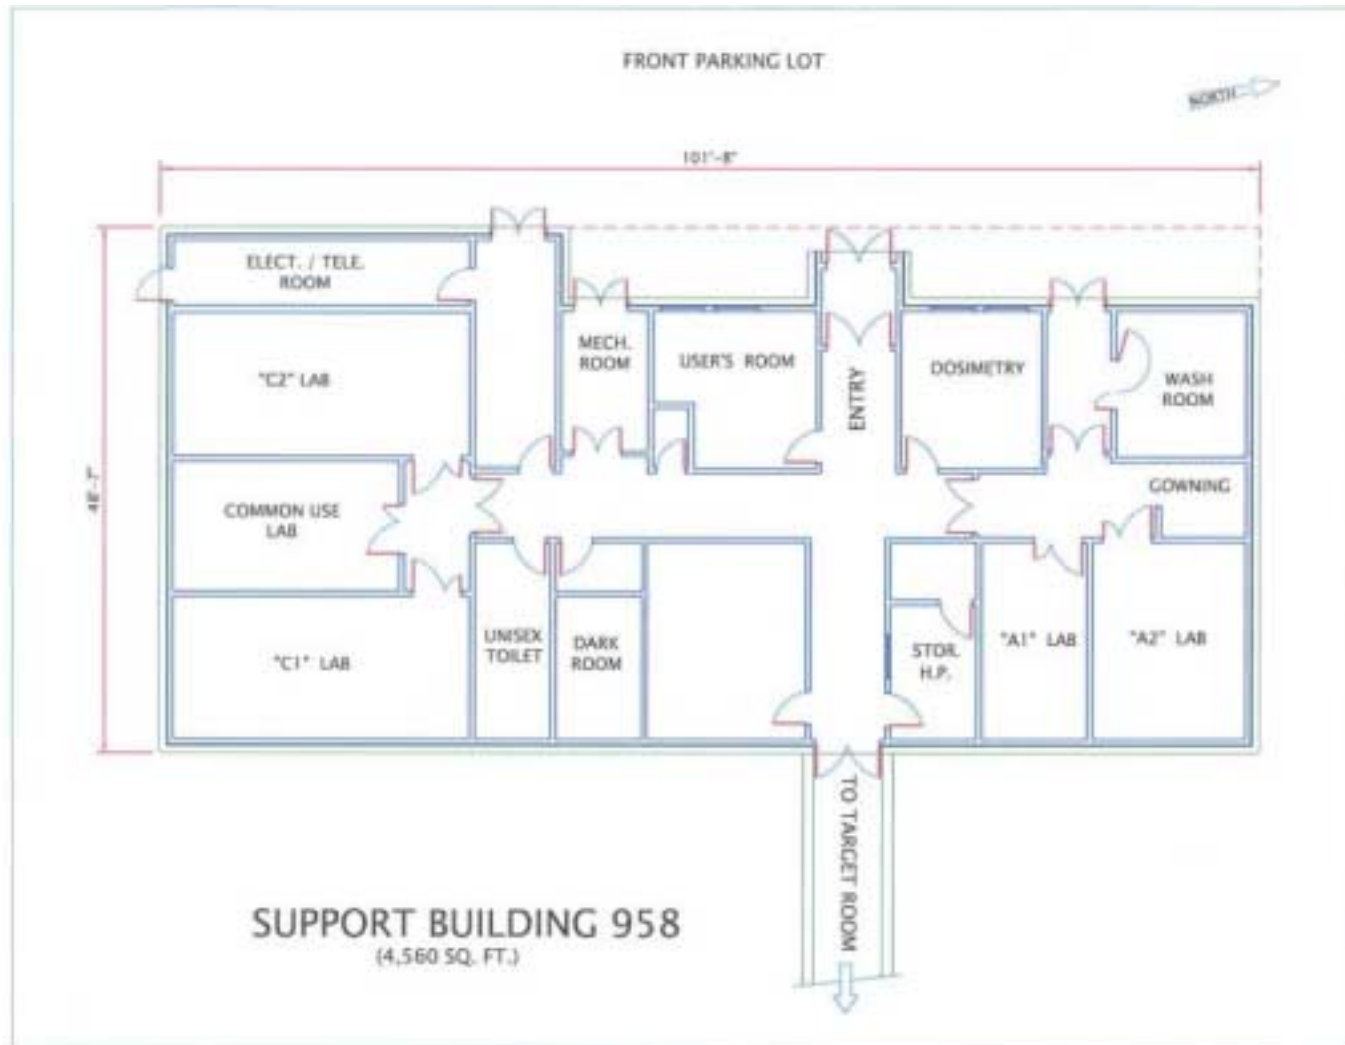 FRONT PARKING LOT
NORTH
101'-8"
48'-7"
ELECT. / TELE.
ROOM
"C2" LAB
MECH.
ROOM
USER'S ROOM
ENTRY
DOSIMETRY
WASH
ROOM
COMMON USE
LAB
GOWNING
"C1" LAB
UNISEX
TOILET
DARK
ROOM
STOR.
H.P.
"A1" LAB
"A2" LAB
TO TARGET ROOM
SUPPORT BUILDING 958
(4,560 SQ. FT.)